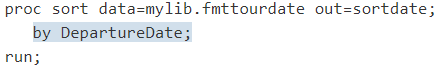 proc sort data=mylib.fmttourdate out=sortdate;
   by DepartureDate;
run;